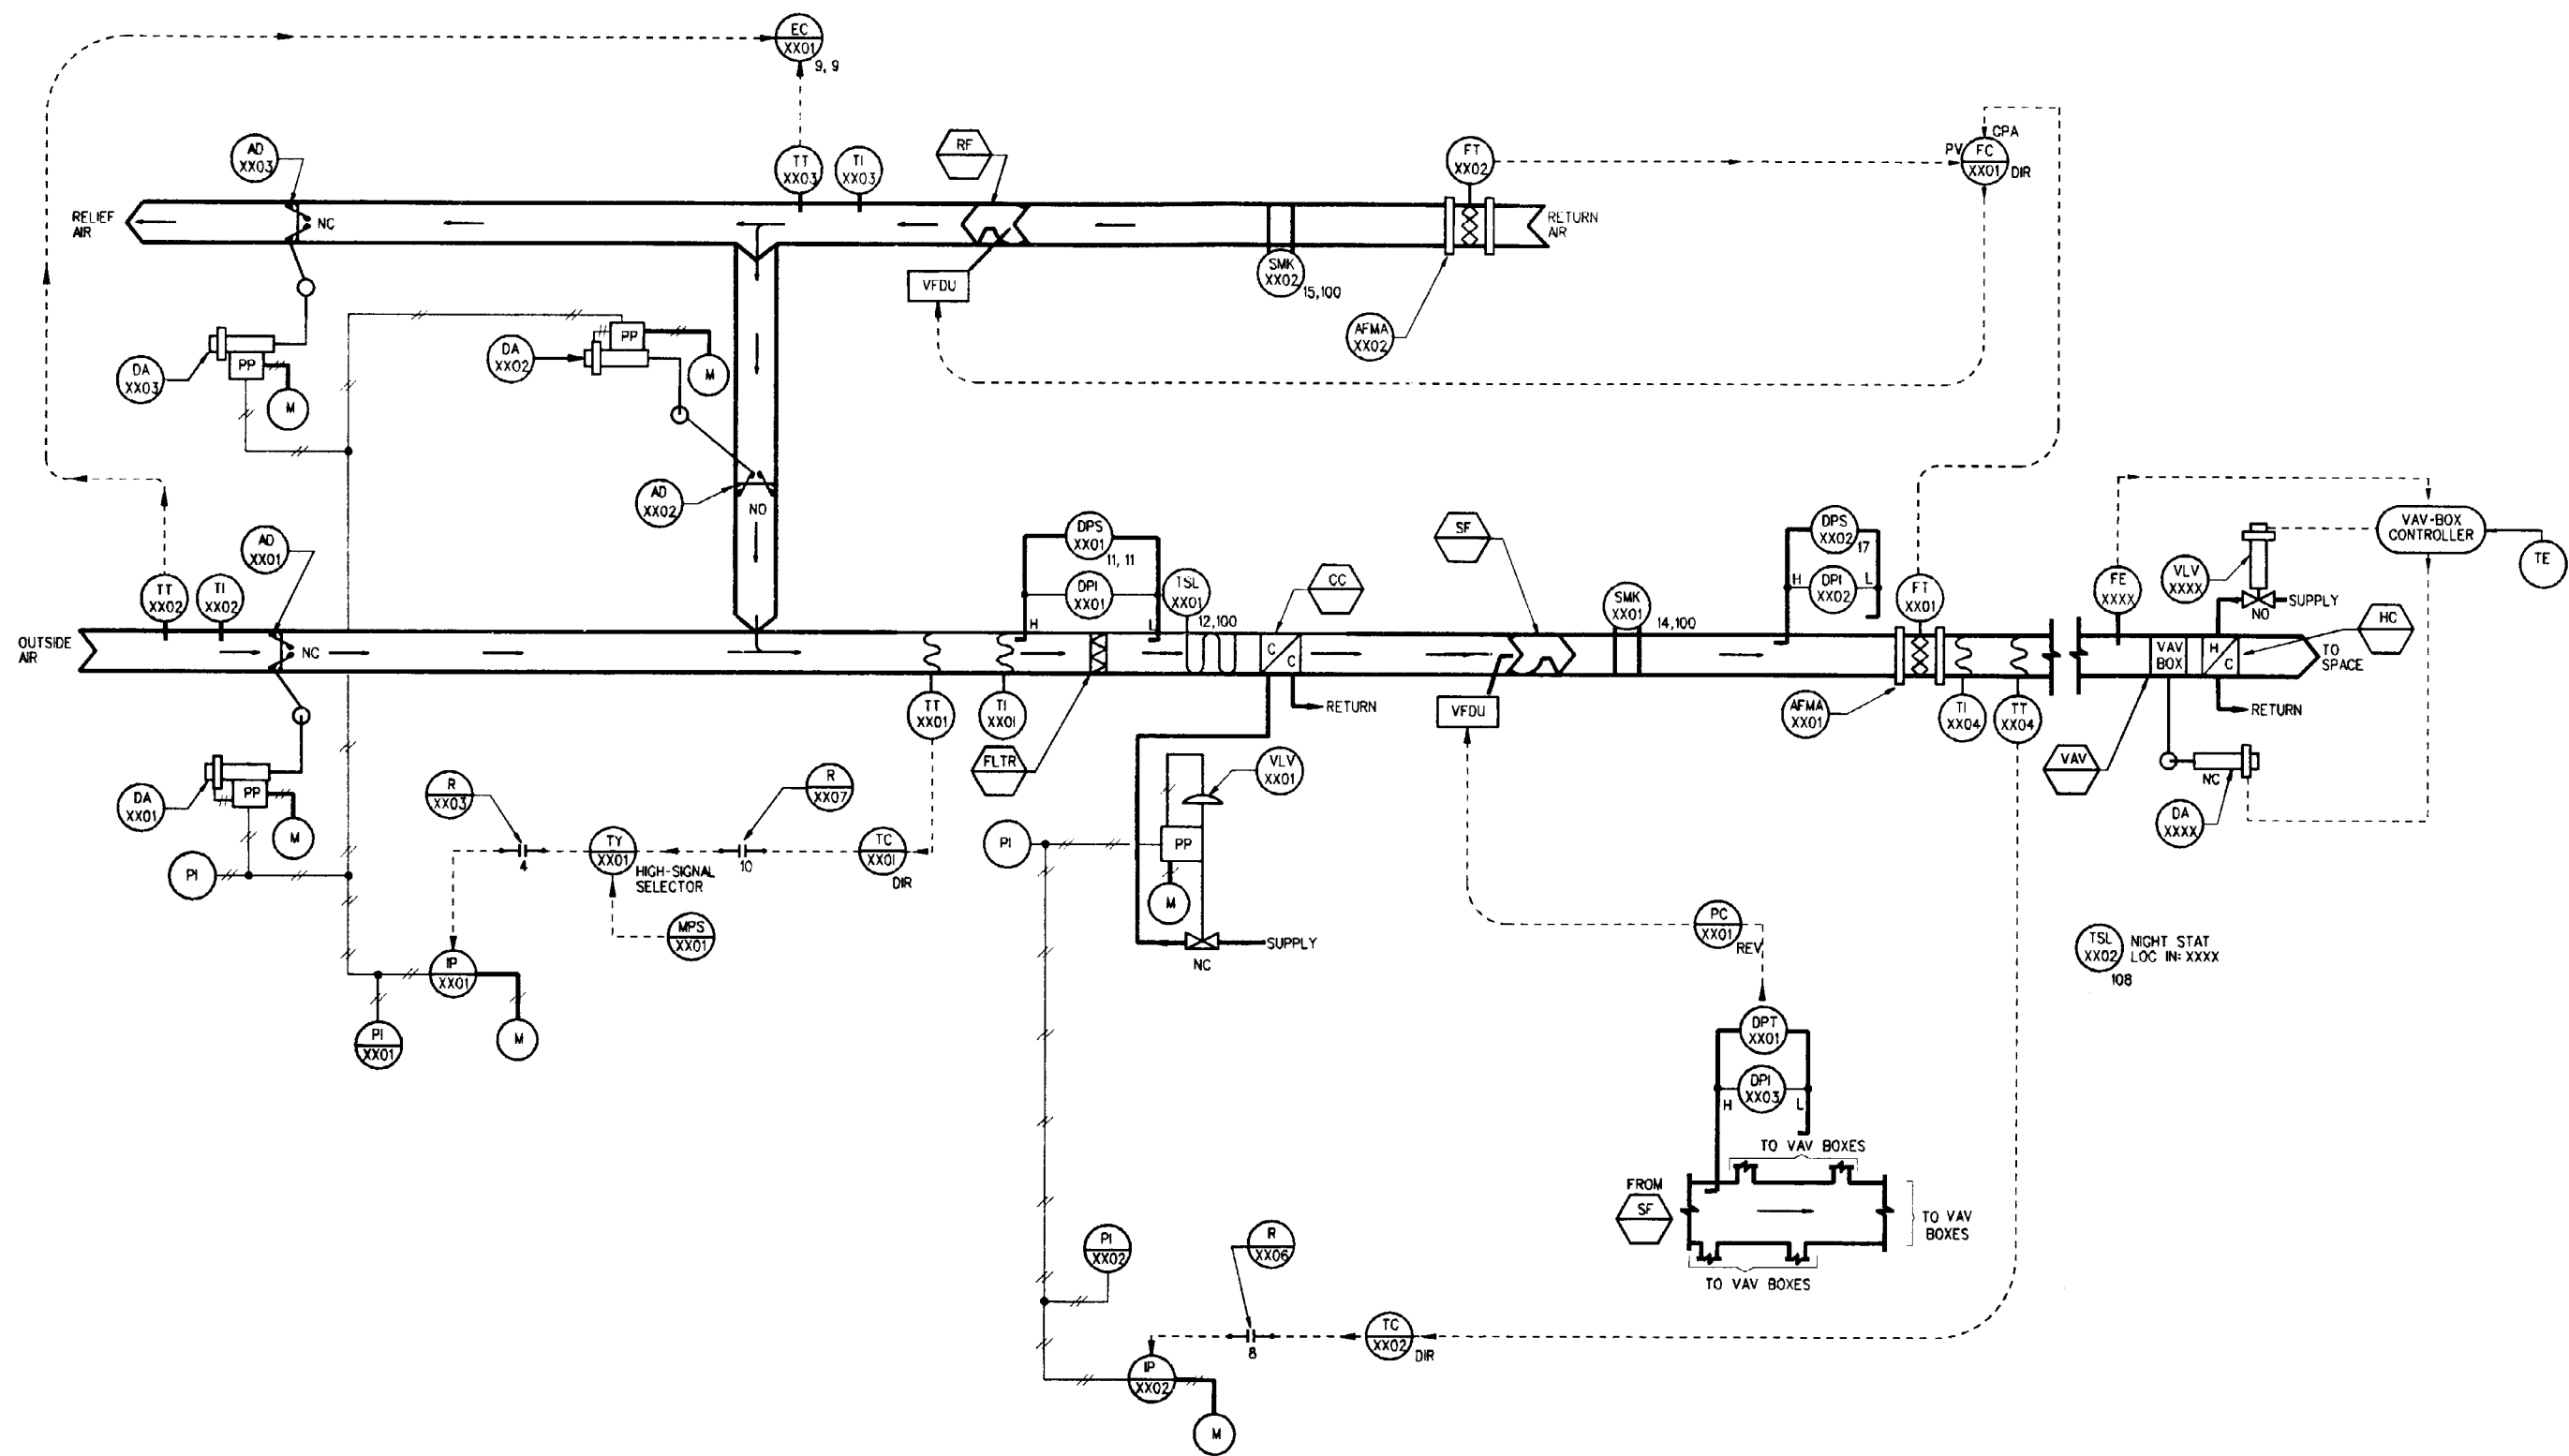 EC
XX01
9, 9
AD
XX03
TT
XX03
TI
XX03
RF
FT
XX02
CPA
PV
FC
XX01
DIR
RELIEF
AIR
NC
RETURN
AIR
VFDU
SMK
XX02
15,100
AFMA
XX02
DA
XX03
PP
M
DA
XX02
PP
M
AD
XX02
NO
AD
XX01
TT
XX02
TI
XX02
OUTSIDE
AIR
NC
DPS
XX01
11, 11
DPI
XX01
H
L
TSL
XX01
12,100
CC
C
C
SF
SMK
XX01
14,100
DPS
XX02
17
H
DPI
XX02
L
FT
XX01
FE
XXXX
VLV
XXXX
VAV-BOX
CONTROLLER
TE
SUPPLY
NO
HC
VAV
BOX
H
C
TO
SPACE
RETURN
TT
XX01
TI
XX01
RETURN
VFDU
AFMA
XX01
TI
XX04
TT
XX04
FLTR
VLV
XX01
VAV
NC
DA
XXXX
DA
XX01
PP
M
R
XX03
R
XX07
4
TY
XX01
HIGH-SIGNAL
SELECTOR
10
TC
XX01
DIR
PI
PI
PP
M
MPS
XX01
SUPPLY
NC
PC
XX01
REV
TSL
XX02
NIGHT STAT
LOC IN: XXXX
108
IP
XX01
M
PI
XX01
DPT
XX01
DPI
XX03
H
L
TO VAV BOXES
FROM
SF
TO VAV
BOXES
TO VAV BOXES
PI
XX02
R
XX06
8
TC
XX02
DIR
IP
XX02
M